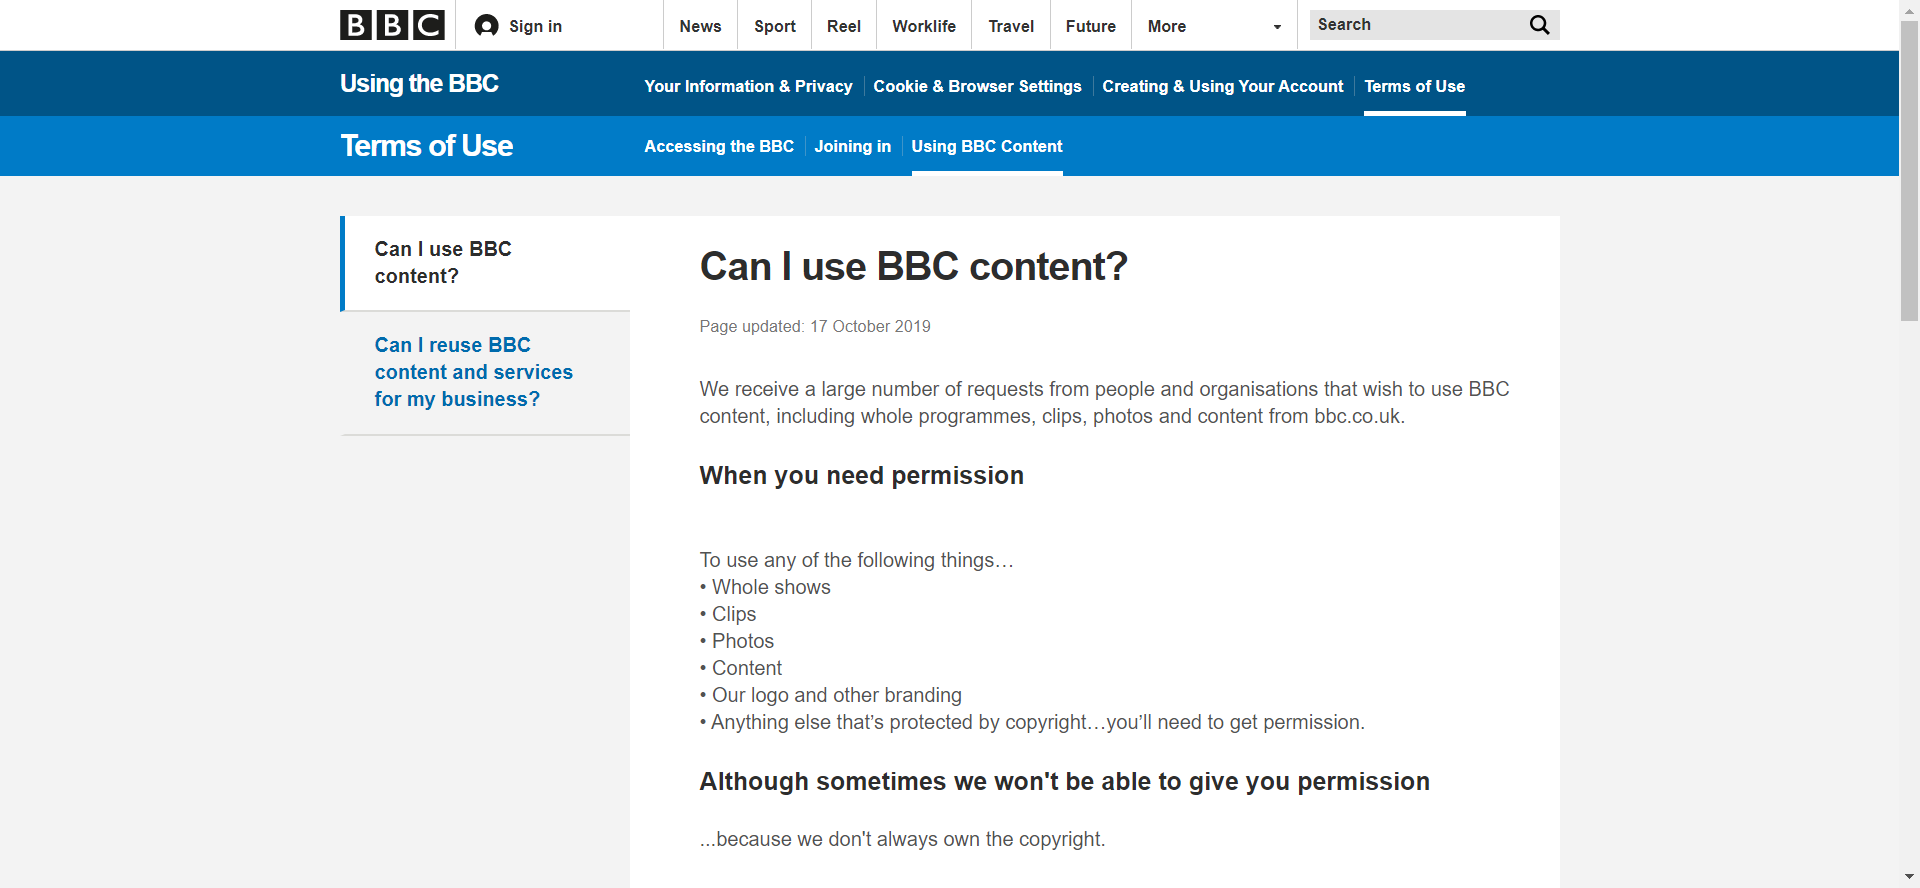 BBC
Sign in
News
Sport
Reel
Worklife
Travel
Future
More
Search
Using the BBC
Your Information & Privacy
Cookie & Browser Settings
Creating & Using Your Account
Terms of Use
Terms of Use
Accessing the BBC
Joining in
Using BBC Content
Can I use BBC
content?
Can I reuse BBC
content and services
for my business?
Can I use BBC content?
Page updated: 17 October 2019
We receive a large number of requests from people and organisations that wish to use BBC
content, including whole programmes, clips, photos and content from bbc.co.uk.
When you need permission
To use any of the following things…
• Whole shows
• Clips
• Photos
• Content
• Our logo and other branding
• Anything else that’s protected by copyright…you’ll need to get permission.
Although sometimes we won't be able to give you permission
...because we don't always own the copyright.